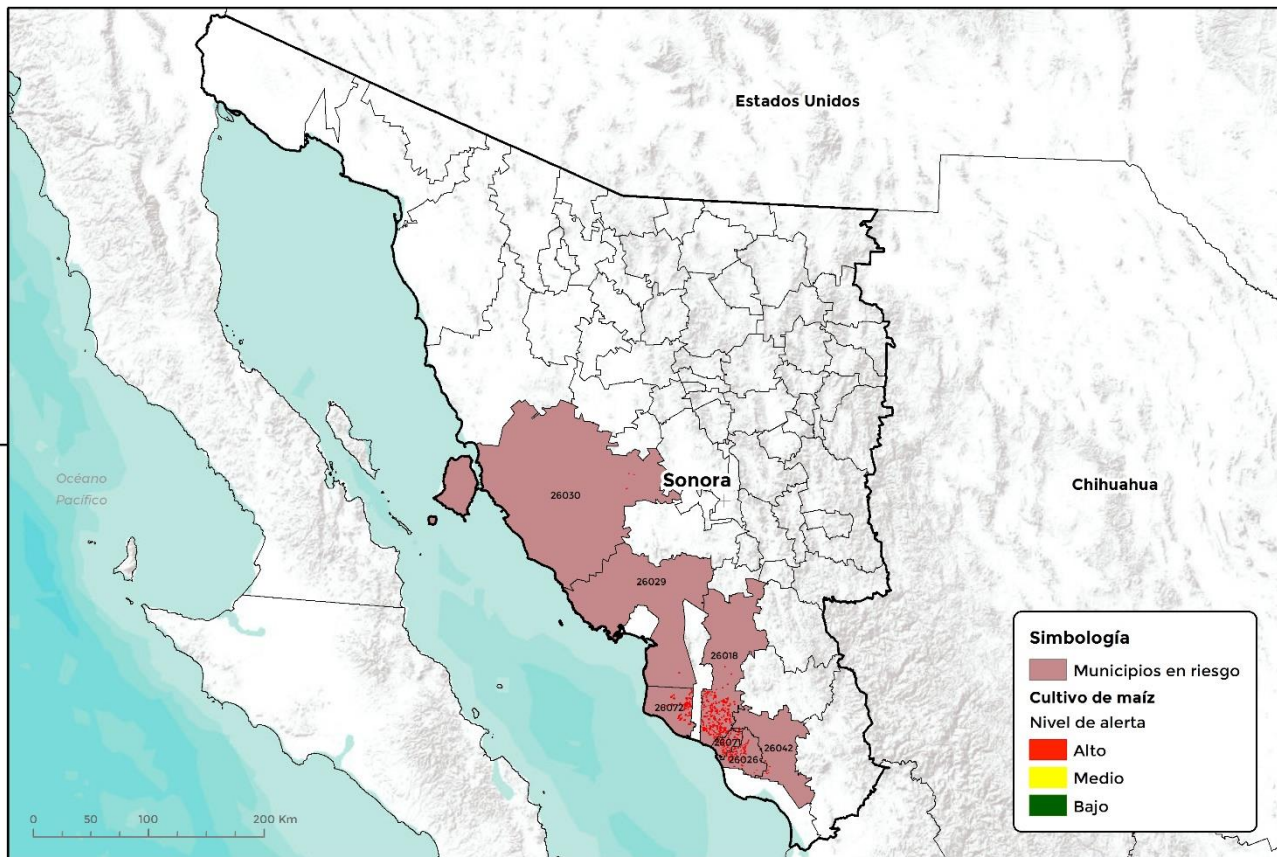 Estados Unidos
Océano
Pacífico
Sonora
Chihuahua
26030
26029
26018
26072
26071
26026
26042
Simbología
Municipios en riesgo
Cultivo de maíz
Nivel de alerta
Alto
Medio
Bajo
0 50 100 200 Km